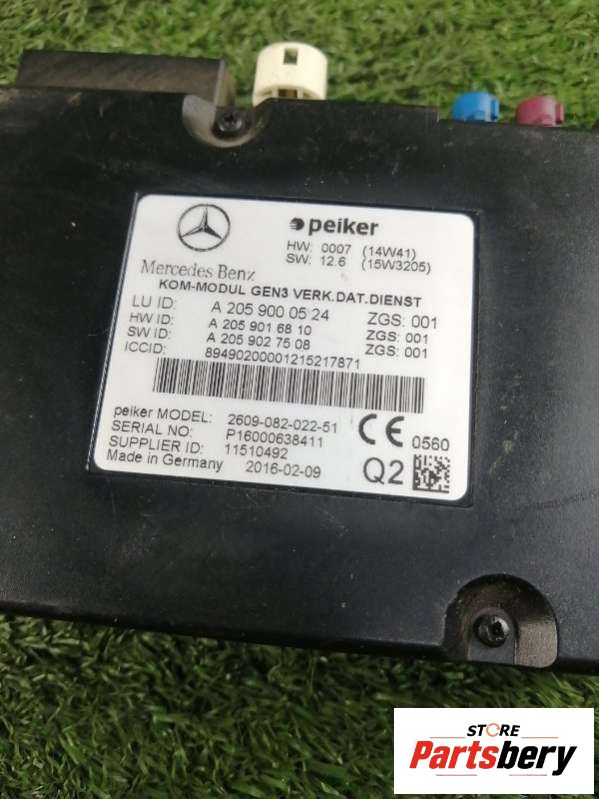 peiker
HW: 0007 (14W41)
SW: 12.6 (15W3205)
Mercedes-Benz
KOM-MODUL GEN3 VERK.DAT.DIENST
LU ID: A 205 900 05 24 ZGS: 001
HW ID: A 205 901 68 10 ZGS: 001
SW ID: A 205 902 75 08 ZGS: 001
ICCID: 89490200001215217871
peiker MODEL: 2609-082-022-51
SERIAL NO: P16000638411
SUPPLIER ID: 11510492
Made in Germany 2016-02-09
CE 0560
Q2
STORE
Partsbery